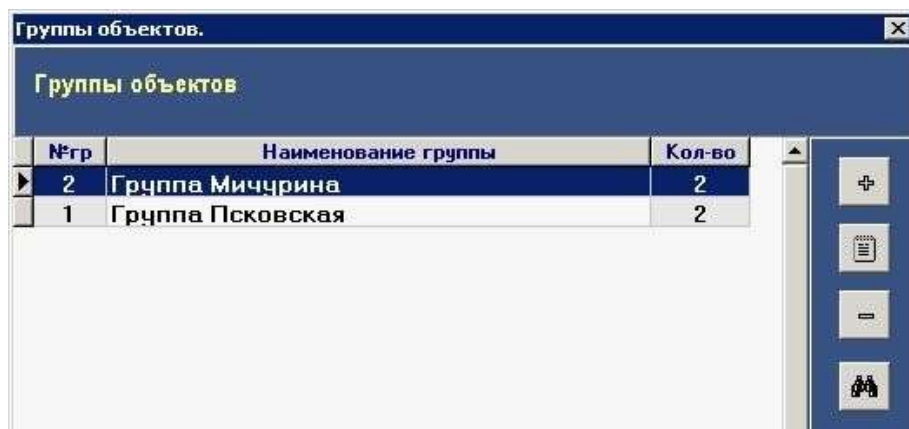 Группы объектов.
Группы объектов
№гр Наименование группы Кол-во
2 Группа Мичурина 2
1 Группа Псковская 2